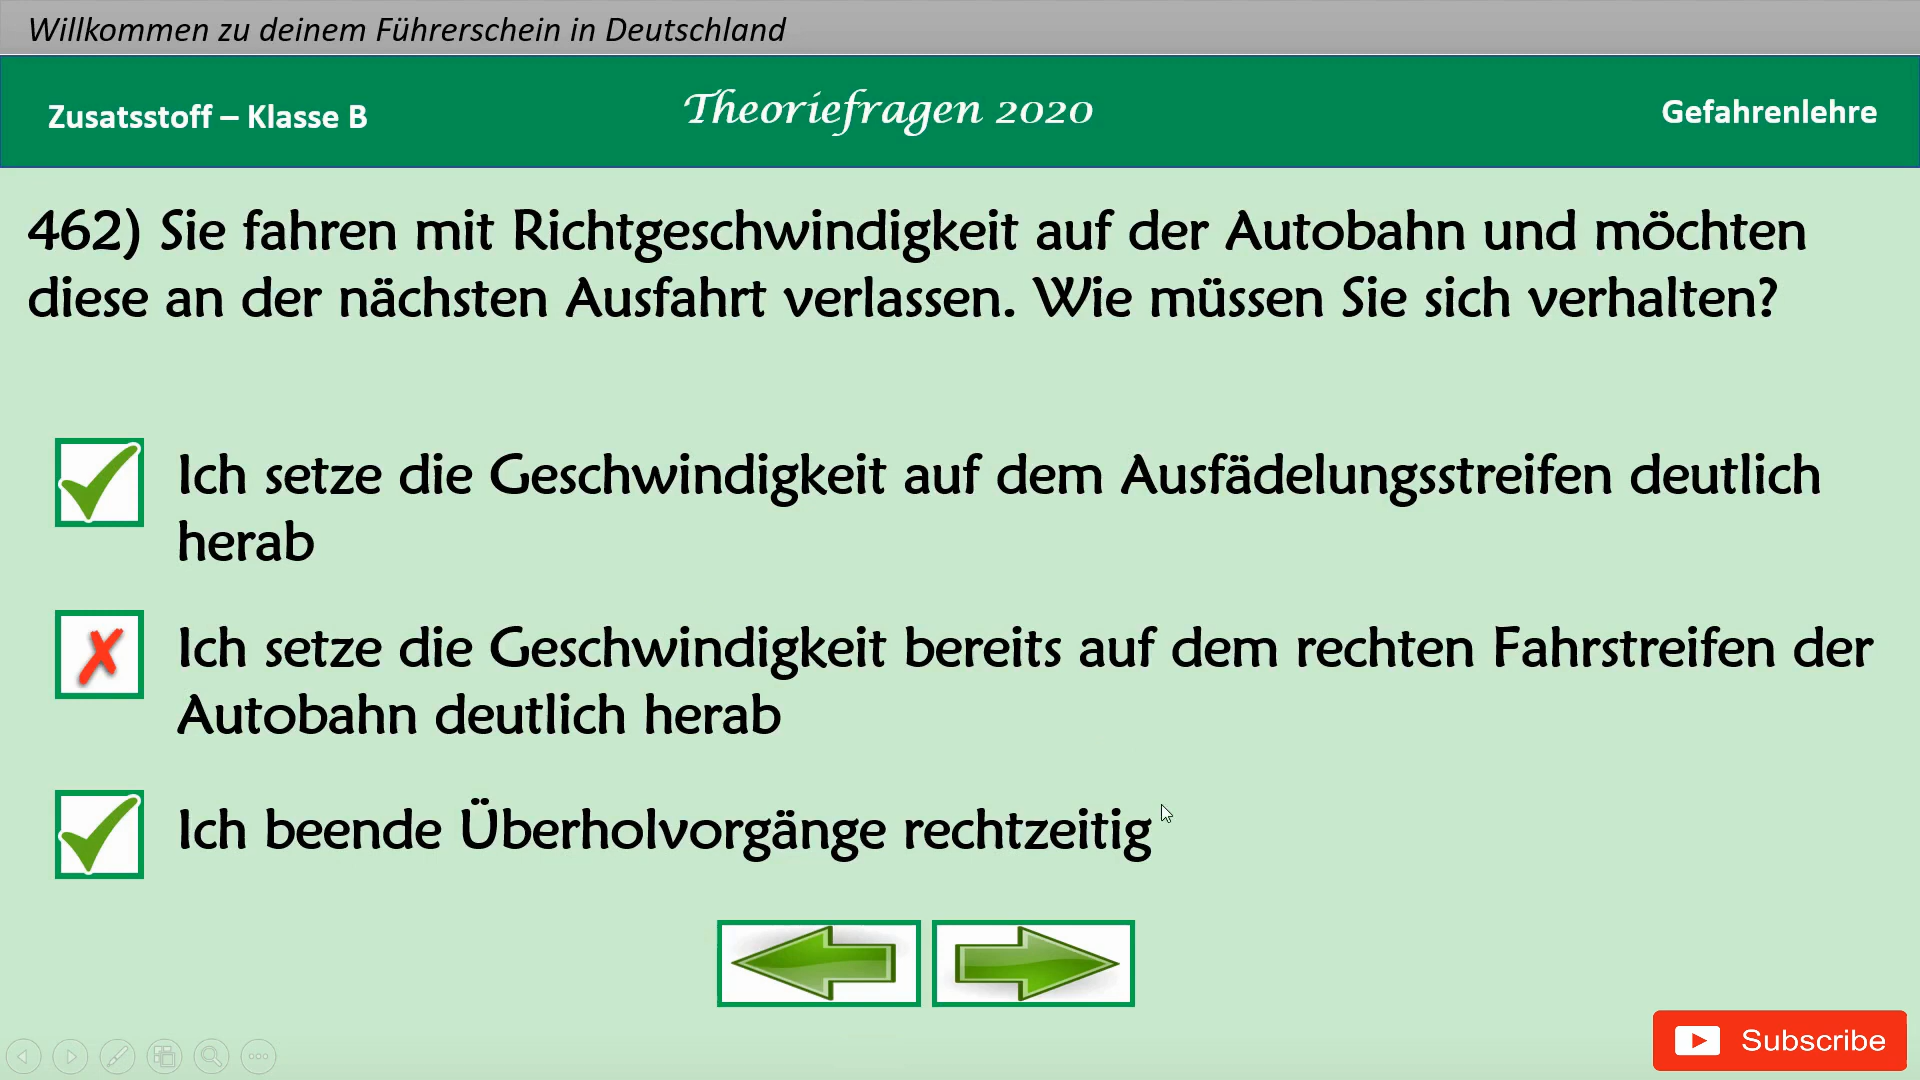 Willkommen zu deinem Führerschein in Deutschland
Zusatsstoff – Klasse B
Theoriefragen 2020
Gefahrenlehre
462) Sie fahren mit Richtgeschwindigkeit auf der Autobahn und möchten
diese an der nächsten Ausfahrt verlassen. Wie müssen Sie sich verhalten?
Ich setze die Geschwindigkeit auf dem Ausfädelungsstreifen deutlich
herab
Ich setze die Geschwindigkeit bereits auf dem rechten Fahrstreifen der
Autobahn deutlich herab
Ich beende Überholvorgänge rechtzeitig
Subscribe